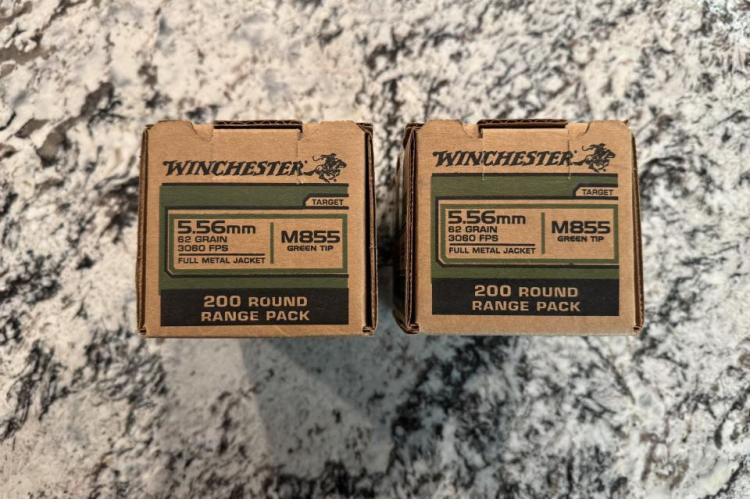 WINCHESTER
TARGET
5.56mm
62 GRAIN
3060 FPS
FULL METAL JACKET
M855
GREEN TIP
200 ROUND
RANGE PACK
WINCHESTER
TARGET
5.56mm
62 GRAIN
3060 FPS
FULL METAL JACKET
M855
GREEN TIP
200 ROUND
RANGE PACK